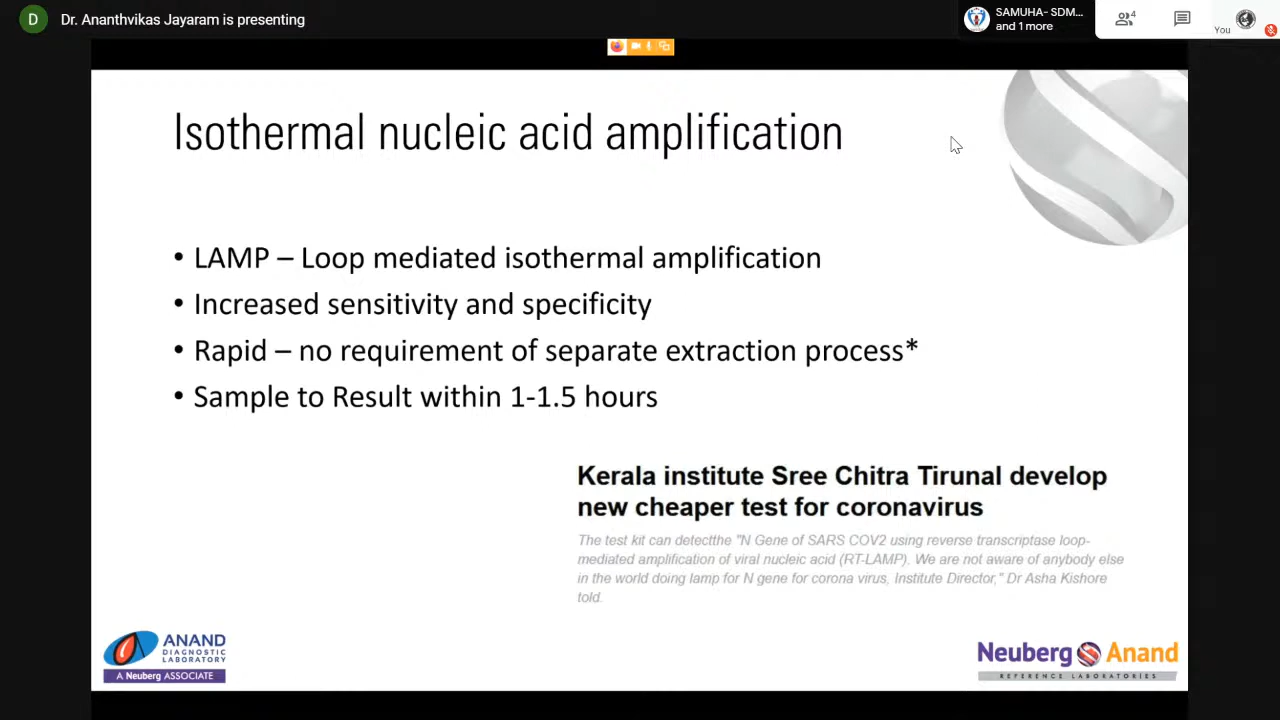 D Dr. Ananthvikas Jayaram is presenting
SAMUHA- SDM...
and 1 more
4
You
Isothermal nucleic acid amplification
• LAMP – Loop mediated isothermal amplification
• Increased sensitivity and specificity
• Rapid – no requirement of separate extraction process*
• Sample to Result within 1-1.5 hours
Kerala institute Sree Chitra Tirunal develop
new cheaper test for coronavirus
The test kit can detectthe "N Gene of SARS COV2 using reverse transcriptase loop-
mediated amplification of viral nucleic acid (RT-LAMP). We are not aware of anybody else
in the world doing lamp for N gene for corona virus, Institute Director," Dr Asha Kishore
told.
ANAND
DIAGNOSTIC
LABORATORY
A Neuberg ASSOCIATE
Neuberg Anand
REFERENCE LABORATORIES